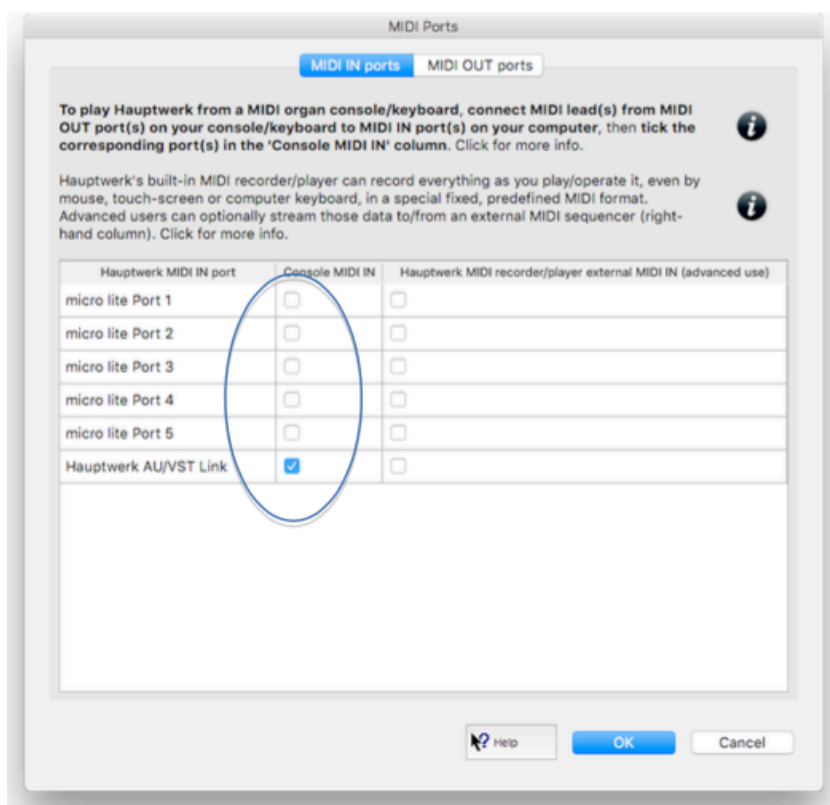 MIDI Ports
MIDI IN ports MIDI OUT ports
To play Hauptwerk from a MIDI organ console/keyboard, connect MIDI lead(s) from MIDI
OUT port(s) on your console/keyboard to MIDI IN port(s) on your computer, then tick the
corresponding port(s) in the 'Console MIDI IN' column. Click for more info.
Hauptwerk's built-in MIDI recorder/player can record everything as you play/operate it, even by
mouse, touch-screen or computer keyboard, in a special fixed, predefined MIDI format.
Advanced users can optionally stream those data to/from an external MIDI sequencer (right-
hand column). Click for more info.
Hauptwerk MIDI IN port Console MIDI IN Hauptwerk MIDI recorder/player external MIDI IN (advanced use)
micro lite Port 1
micro lite Port 2
micro lite Port 3
micro lite Port 4
micro lite Port 5
Hauptwerk AU/VST Link
Help OK Cancel